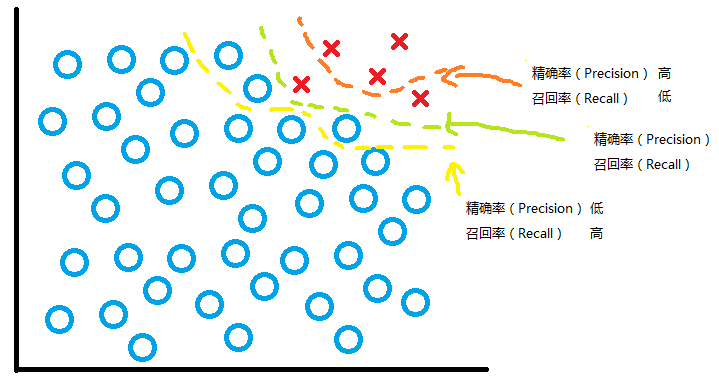 精确率（Precision） 高
召回率（Recall） 低
精确率（Precision）
召回率（Recall）
精确率（Precision） 低
召回率（Recall） 高